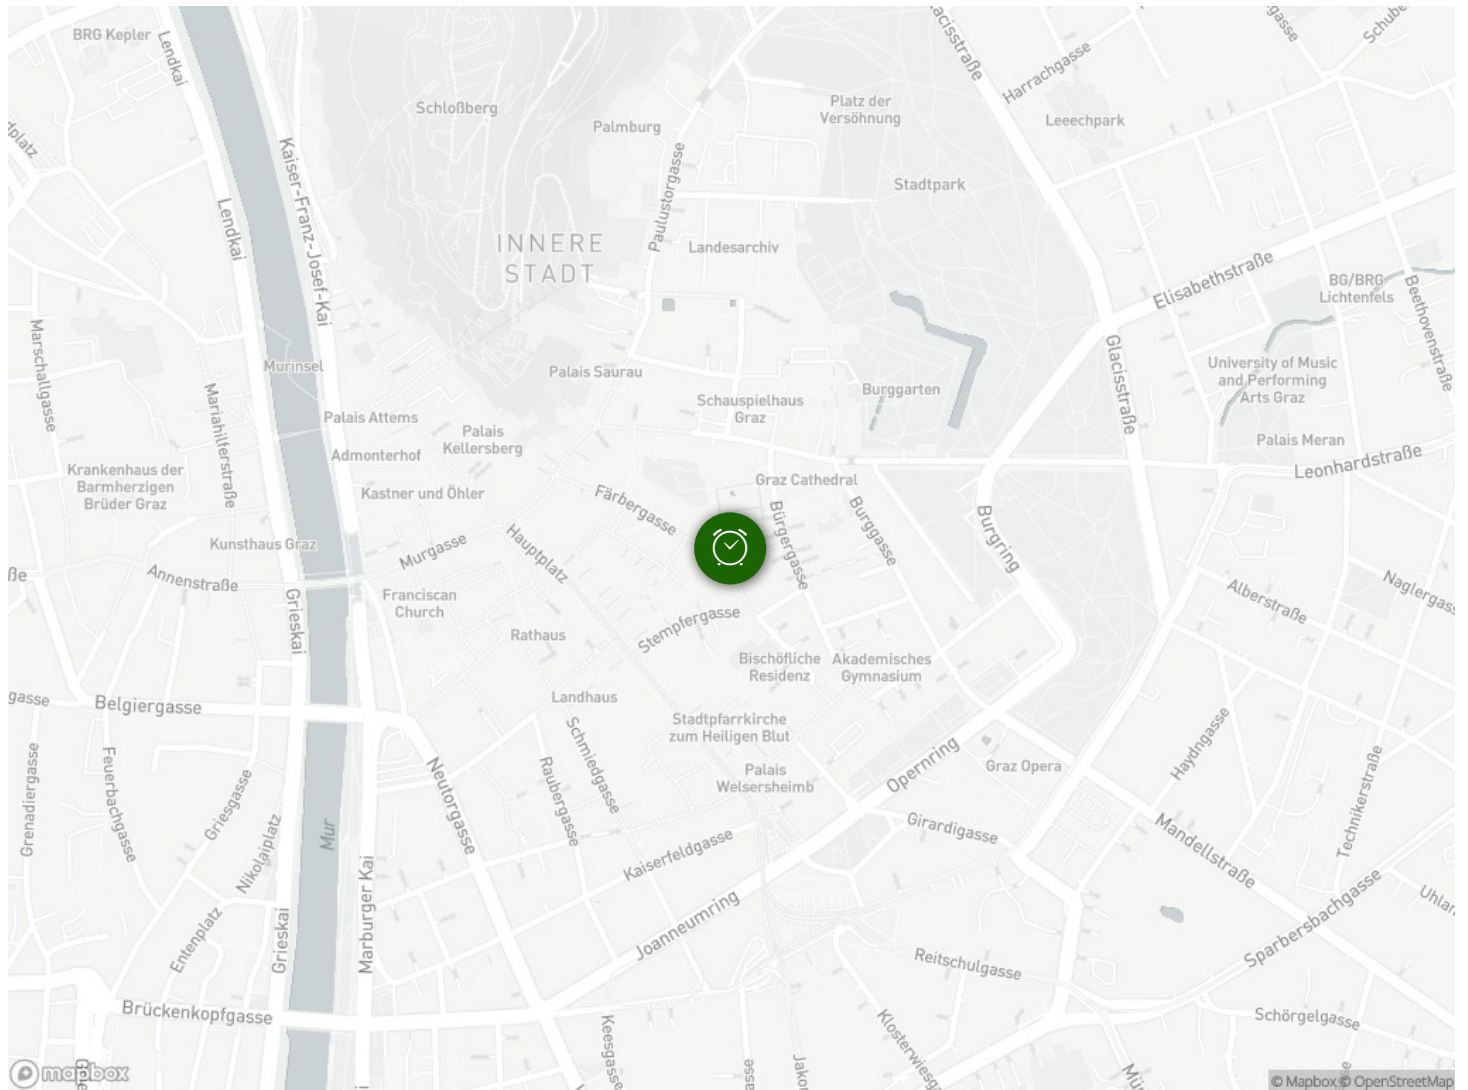 BRG Kepler
Lendkai
Schloßberg
Palmburg
Platz der
Versöhnung
Harrachgasse
Leeechpark
Stadtpark
Kaiser-Franz-Josef-Kai
Lendkai
Paulustorgasse
INNERE
STADT
Landesarchiv
Elisabethstraße
BG/BRG
Lichtenfels
Beethovenstraße
Marschallgasse
Murinsel
Mariahilferstraße
Palais Saurau
Burggarten
Glacisstraße
University of Music
and Performing
Arts Graz
Palais Attems
Schauspielhaus
Graz
Palais
Kellersberg
Admonterhof
Palais Meran
Leonhardstraße
Krankenhaus der
Barmherzigen
Brüder Graz
Kastner und Öhler
Färbergasse
Graz Cathedral
Bürgergasse
Burggasse
Burgring
Kunsthaus Graz
Murgasse
Hauptplatz
Annenstraße
Grieskai
Franciscan
Church
Rathaus
Stempfergasse
Alberstraße
Bischöfliche
Residenz
Akademisches
Gymnasium
gasse
Belgiergasse
Landhaus
Stadtpfarrkirche
zum Heiligen Blut
Schmiedgasse
Palais
Welsersheimb
Opernring
Graz Opera
Haydngasse
Grenadiergasse
Feuerbachgasse
Griesgasse
Neutorgasse
Raubergasse
Technikerstraße
Nikolaiplatz
Mur
Kaiserfeldgasse
Girardigasse
Mandellstraße
Marburger Kai
Entenplatz
Grieskai
Joanneumring
Reitschulgasse
Sparbersbachgasse
Brückenkopfgasse
Keesgasse
Schörgelgasse
mapbox
© Mapbox © OpenStreetMap